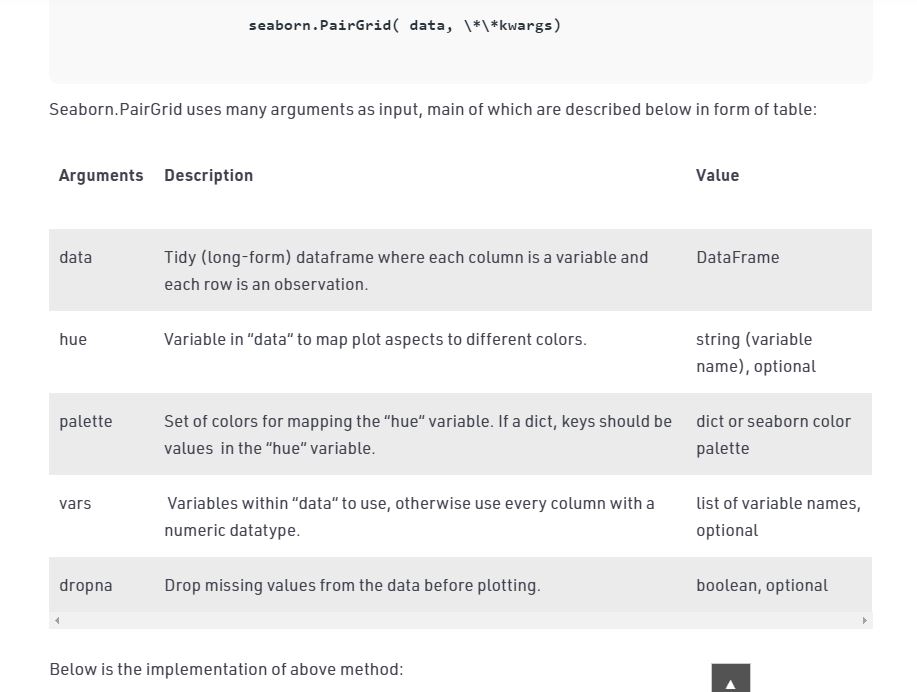 seaborn.PairGrid( data, \*\*kwargs)
Seaborn.PairGrid uses many arguments as input, main of which are described below in form of table:
Arguments Description Value
data Tidy (long-form) dataframe where each column is a variable and DataFrame
each row is an observation.
hue Variable in “data“ to map plot aspects to different colors. string (variable
name), optional
palette Set of colors for mapping the “hue“ variable. If a dict, keys should be dict or seaborn color
values  in the “hue“ variable. palette
vars Variables within “data“ to use, otherwise use every column with a list of variable names,
numeric datatype. optional
dropna Drop missing values from the data before plotting. boolean, optional
Below is the implementation of above method: